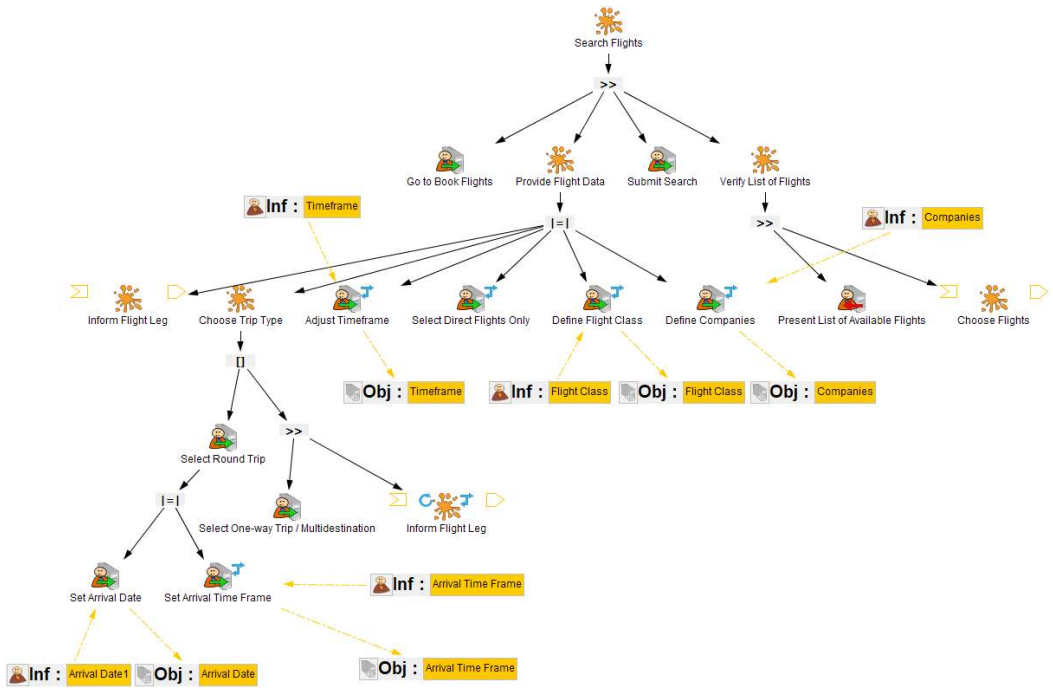 Search Flights
>>
Go to Book Flights
Provide Flight Data
Submit Search
Verify List of Flights
Inf : Timeframe
|=|
>>
Inf : Companies
Inform Flight Leg
Choose Trip Type
Adjust Timeframe
Select Direct Flights Only
Define Flight Class
Define Companies
Present List of Available Flights
Choose Flights
[]
Obj : Timeframe
Inf : Flight Class
Obj : Flight Class
Obj : Companies
>>
Select Round Trip
|=|
Select One-way Trip / Multidestination
Inform Flight Leg
Set Arrival Date
Set Arrival Time Frame
Inf : Arrival Time Frame
Obj : Arrival Time Frame
Inf : Arrival Date1
Obj : Arrival Date